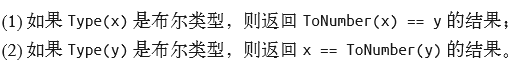 (1) 如果 Type(x) 是布尔类型，则返回 ToNumber(x) == y 的结果；
(2) 如果 Type(y) 是布尔类型，则返回 x == ToNumber(y) 的结果。